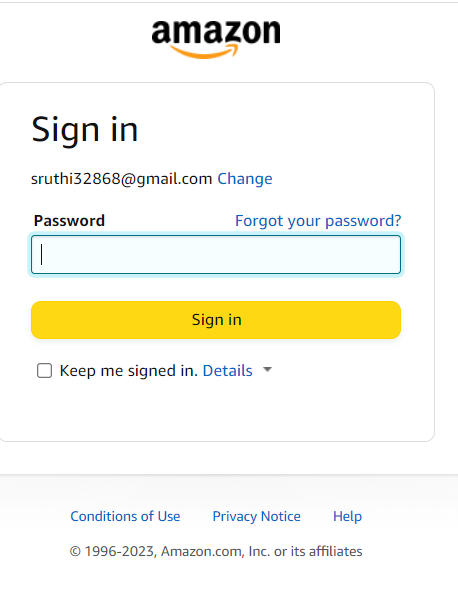 amazon
Sign in
sruthi32868@gmail.com Change
Password Forgot your password?
Sign in
Keep me signed in. Details
Conditions of Use Privacy Notice Help
© 1996-2023, Amazon.com, Inc. or its affiliates